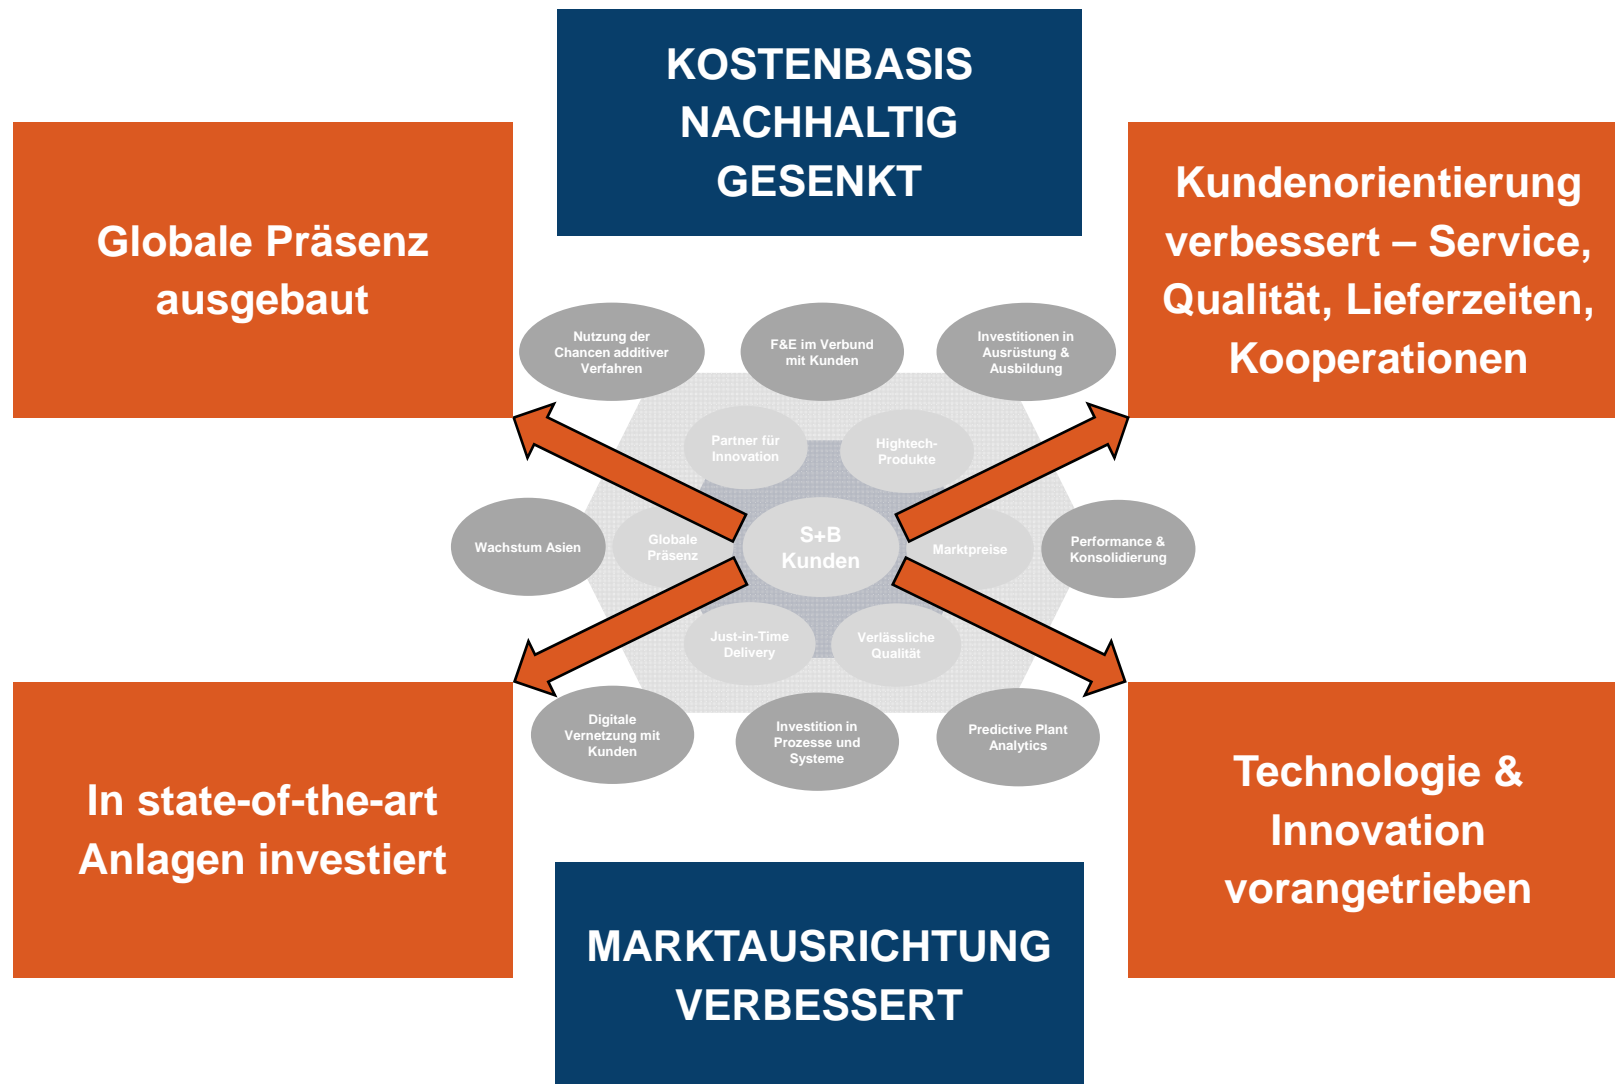 KOSTENBASIS
NACHHALTIG
GESENKT
Globale Präsenz
ausgebaut
Kundenorientierung
verbessert – Service,
Qualität, Lieferzeiten,
Kooperationen
Nutzung der
Chancen additiver
Verfahren
F&E im Verbund
mit Kunden
Investitionen in
Ausrüstung &
Ausbildung
Partner für
Innovation
Hightech-
Produkte
Wachstum Asien
Globale
Präsenz
S+B
Kunden
Marktpreise
Performance &
Konsolidierung
Just-in-Time
Delivery
Verlässliche
Qualität
Digitale
Vernetzung mit
Kunden
Investition in
Prozesse und
Systeme
Predictive Plant
Analytics
In state-of-the-art
Anlagen investiert
Technologie &
Innovation
vorangetrieben
MARKTAUSRICHTUNG
VERBESSERT